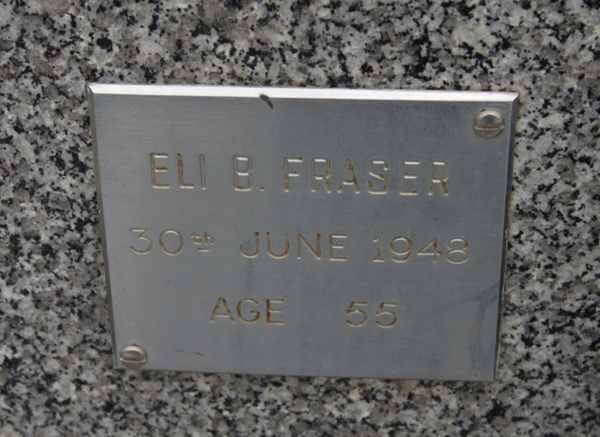 ELI B. FRASER
30th JUNE 1948
AGE 55